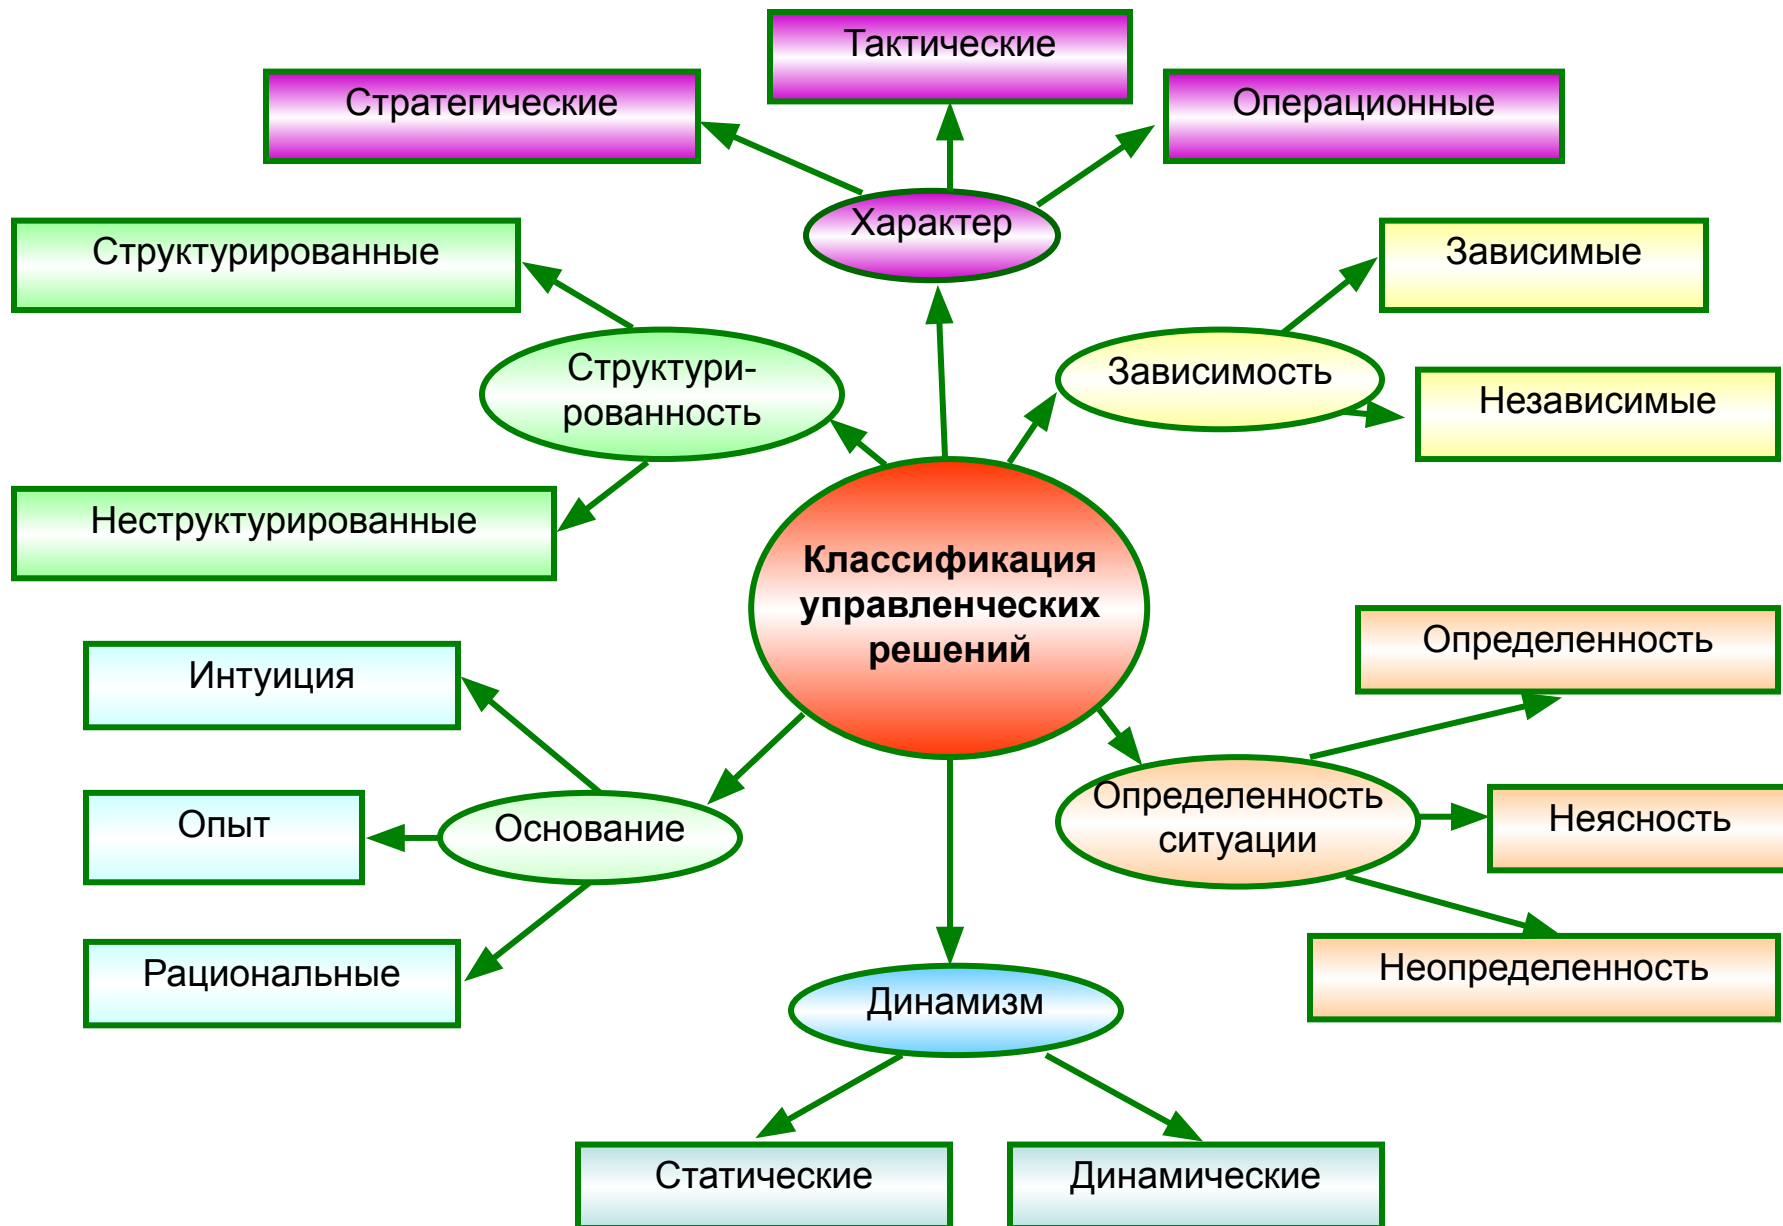 Тактические
Стратегические
Операционные
Характер
Структурированные
Зависимые
Структури-
рованность
Зависимость
Независимые
Неструктурированные
Классификация
управленческих
решений
Определенность
Интуиция
Определенность
ситуации
Неясность
Опыт
Основание
Неопределенность
Рациональные
Динамизм
Статические
Динамические